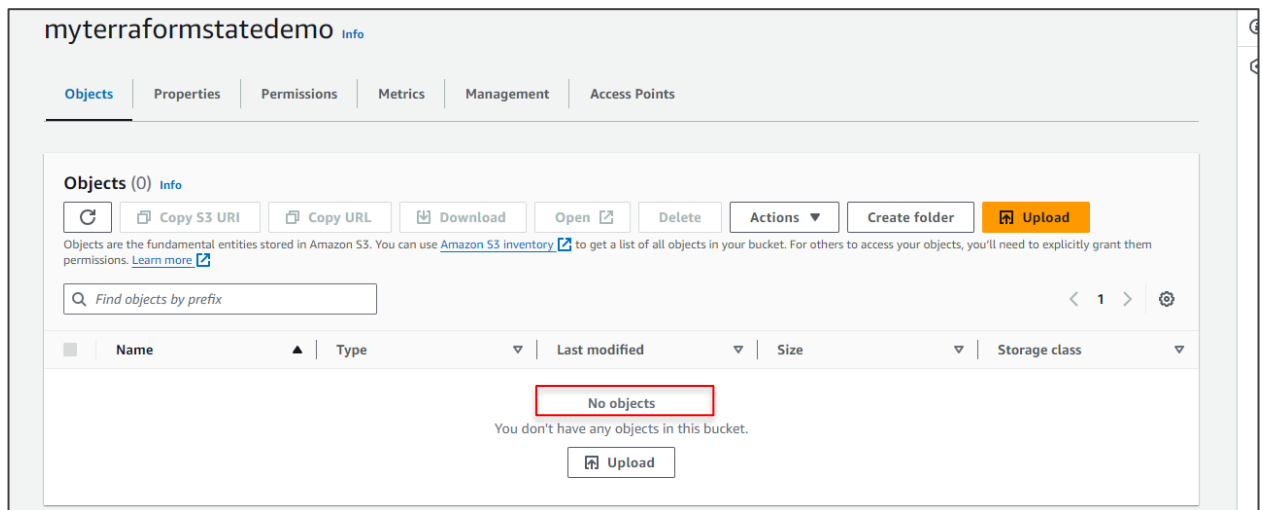 myterraformstatedemo Info
Objects Properties Permissions Metrics Management Access Points
Objects (0) Info
Copy S3 URI Copy URL Download Open Delete Actions Create folder Upload
Objects are the fundamental entities stored in Amazon S3. You can use Amazon S3 inventory to get a list of all objects in your bucket. For others to access your objects, you'll need to explicitly grant them
permissions. Learn more
Find objects by prefix 1
Name Type Last modified Size Storage class
No objects
You don't have any objects in this bucket.
Upload